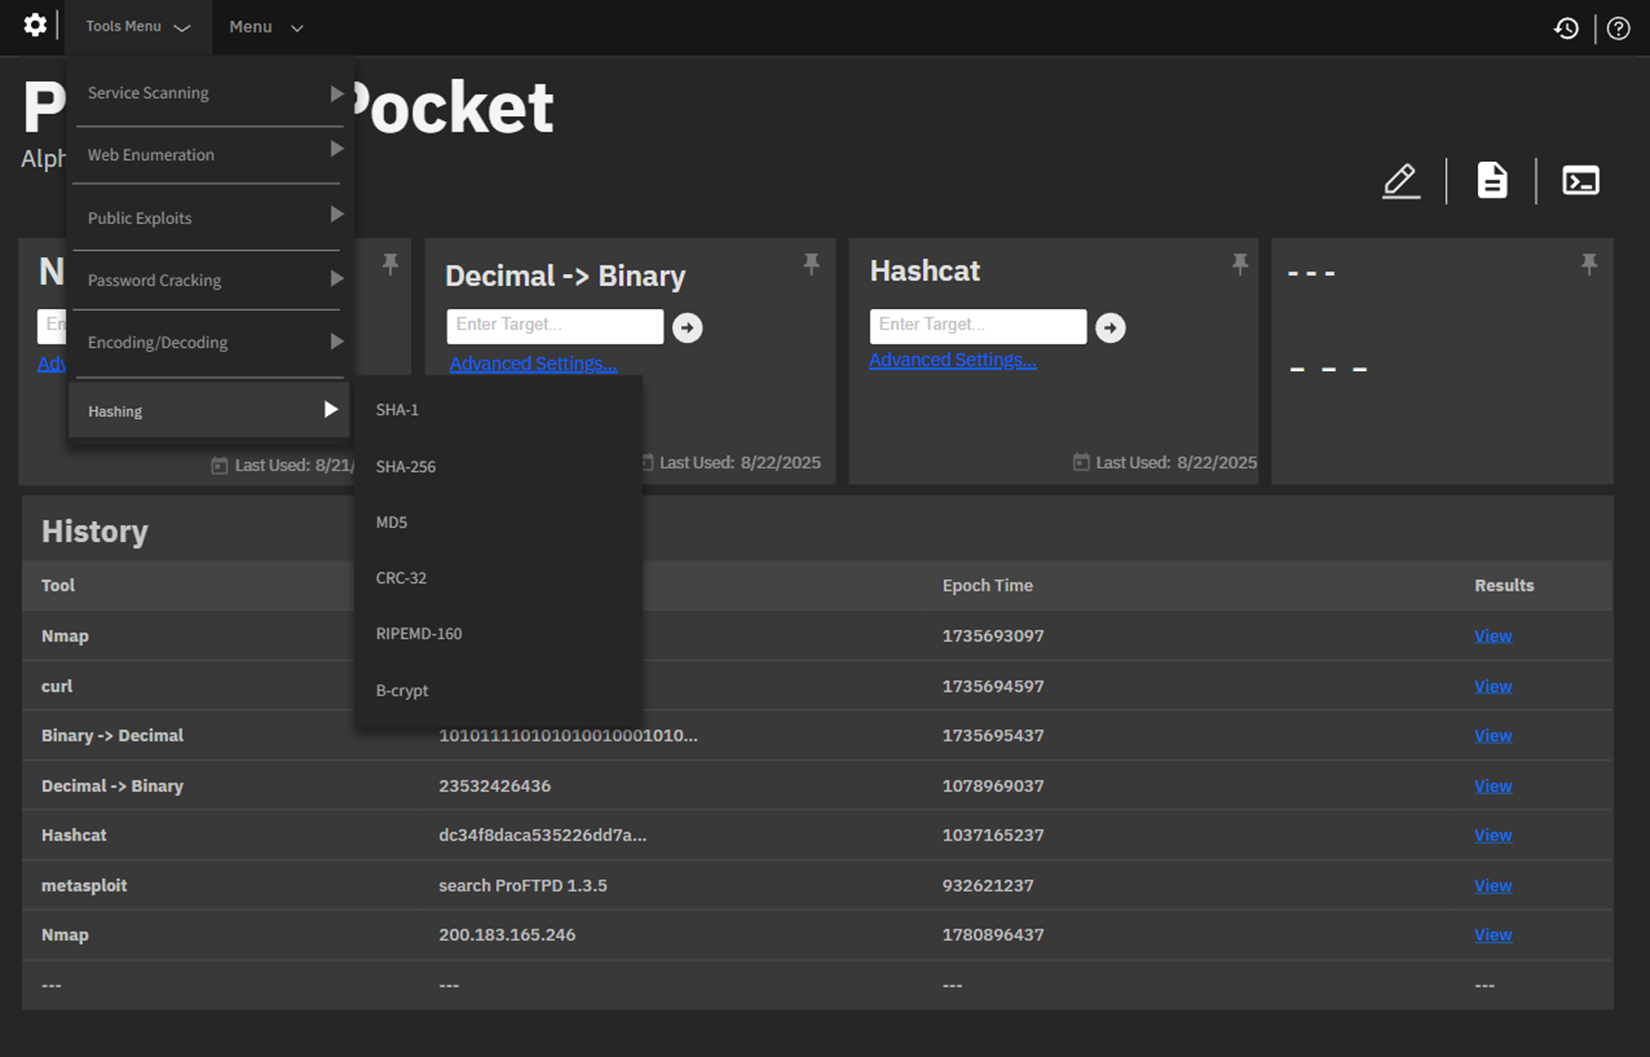 Tools Menu
Menu
Service Scanning
Web Enumeration
Public Exploits
Password Cracking
Encoding/Decoding
Hashing
SHA-1
SHA-256
MD5
CRC-32
RIPEMD-160
B-crypt
P Pocket
Alph
N
En
Adv
Last Used: 8/21/
Decimal -> Binary
Enter Target...
Advanced Settings...
Last Used: 8/22/2025
Hashcat
Enter Target...
Advanced Settings...
Last Used: 8/22/2025
---
- - -
History
Tool Epoch Time Results
Nmap 1735693097 View
curl 1735694597 View
Binary -> Decimal 101011110101010010001010... 1735695437 View
Decimal -> Binary 23532426436 1078969037 View
Hashcat dc34f8daca535226dd7a... 1037165237 View
metasploit search ProFTPD 1.3.5 932621237 View
Nmap 200.183.165.246 1780896437 View
--- --- --- ---